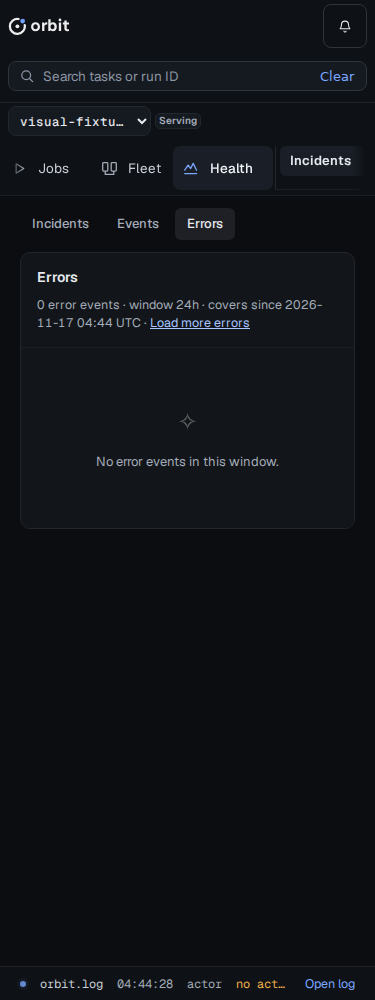 orbit
Search tasks or run ID Clear
visual-fixtu… Serving
Jobs Fleet Health Incidents
Incidents Events Errors
Errors
0 error events · window 24h · covers since 2026-
11-17 04:44 UTC · Load more errors
No error events in this window.
orbit.log 04:44:28 actor no act… Open log